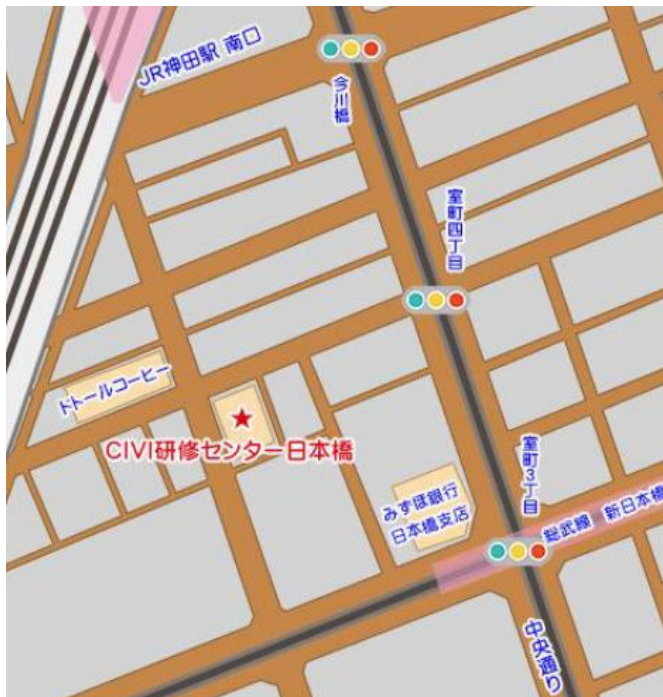 JR神田駅 南口
今川橋
室町四丁目
ドトールコーヒー
CIVI研修センター日本橋
室町3丁目
みずほ銀行
日本橋支店
総武線 新日本橋
中央通り